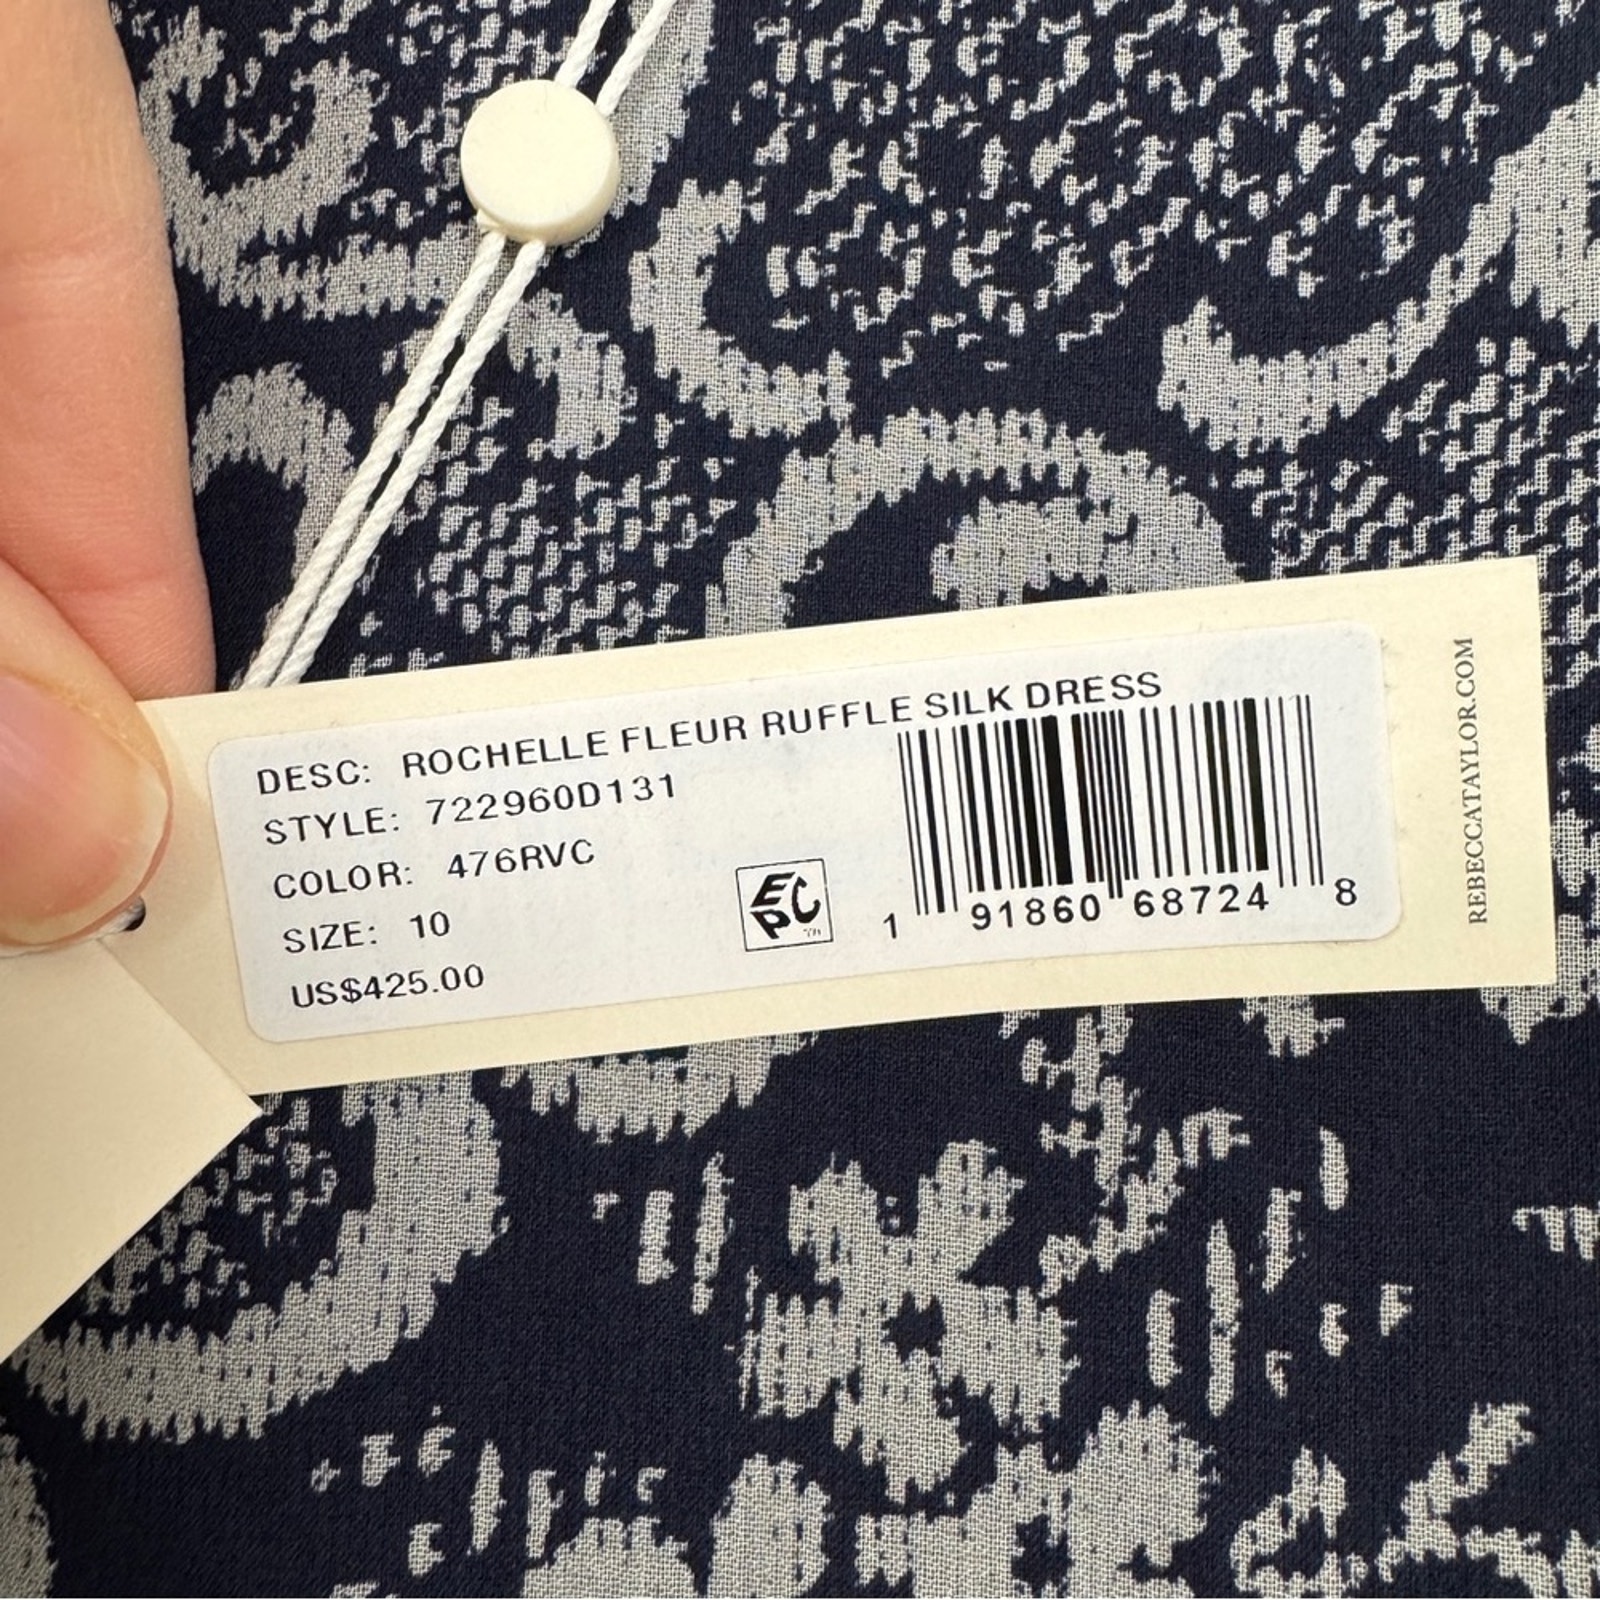 DESC: ROCHELLE FLEUR RUFFLE SILK DRESS
STYLE: 722960D131
COLOR: 476RVC
SIZE: 10
US$425.00
EPC TM
1 91860 68724 8
REBECCATAYLOR.COM